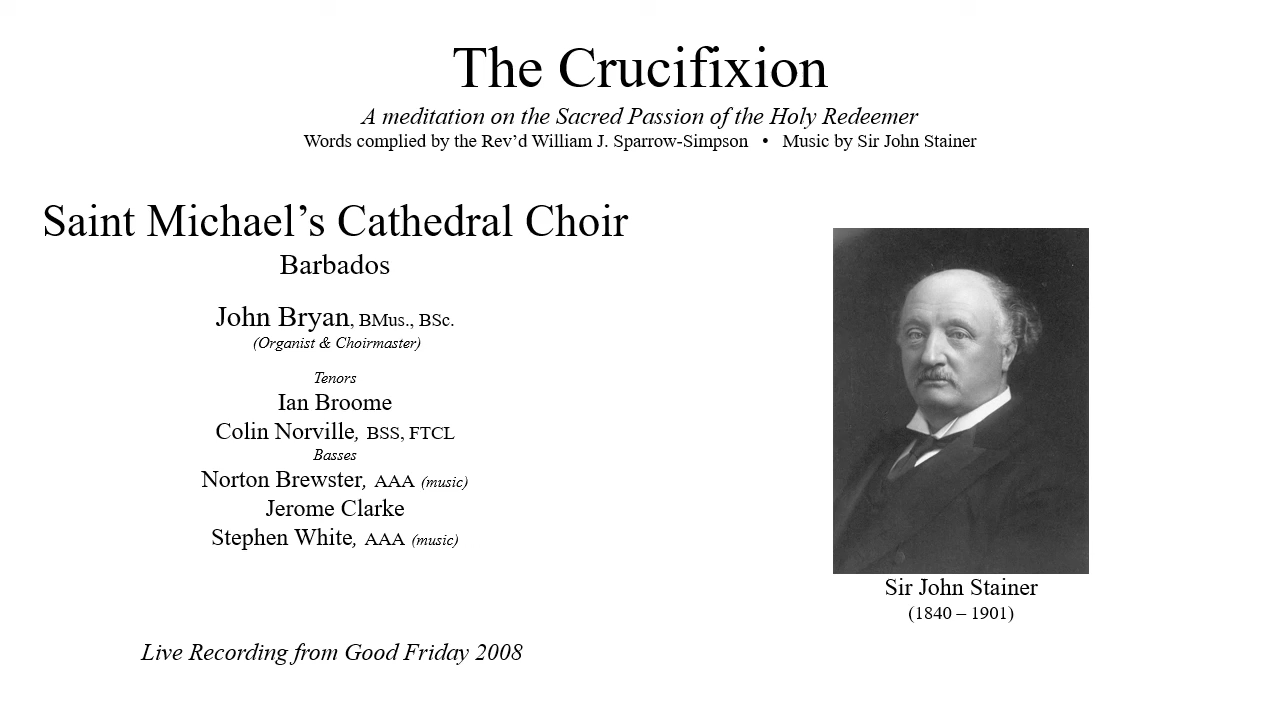 The Crucifixion
A meditation on the Sacred Passion of the Holy Redeemer
Words complied by the Rev’d William J. Sparrow-Simpson • Music by Sir John Stainer
Saint Michael’s Cathedral Choir
Barbados
John Bryan, BMus., BSc.
(Organist & Choirmaster)
Tenors
Ian Broome
Colin Norville, BSS, FTCL
Basses
Norton Brewster, AAA (music)
Jerome Clarke
Stephen White, AAA (music)
Live Recording from Good Friday 2008
Sir John Stainer
(1840 – 1901)